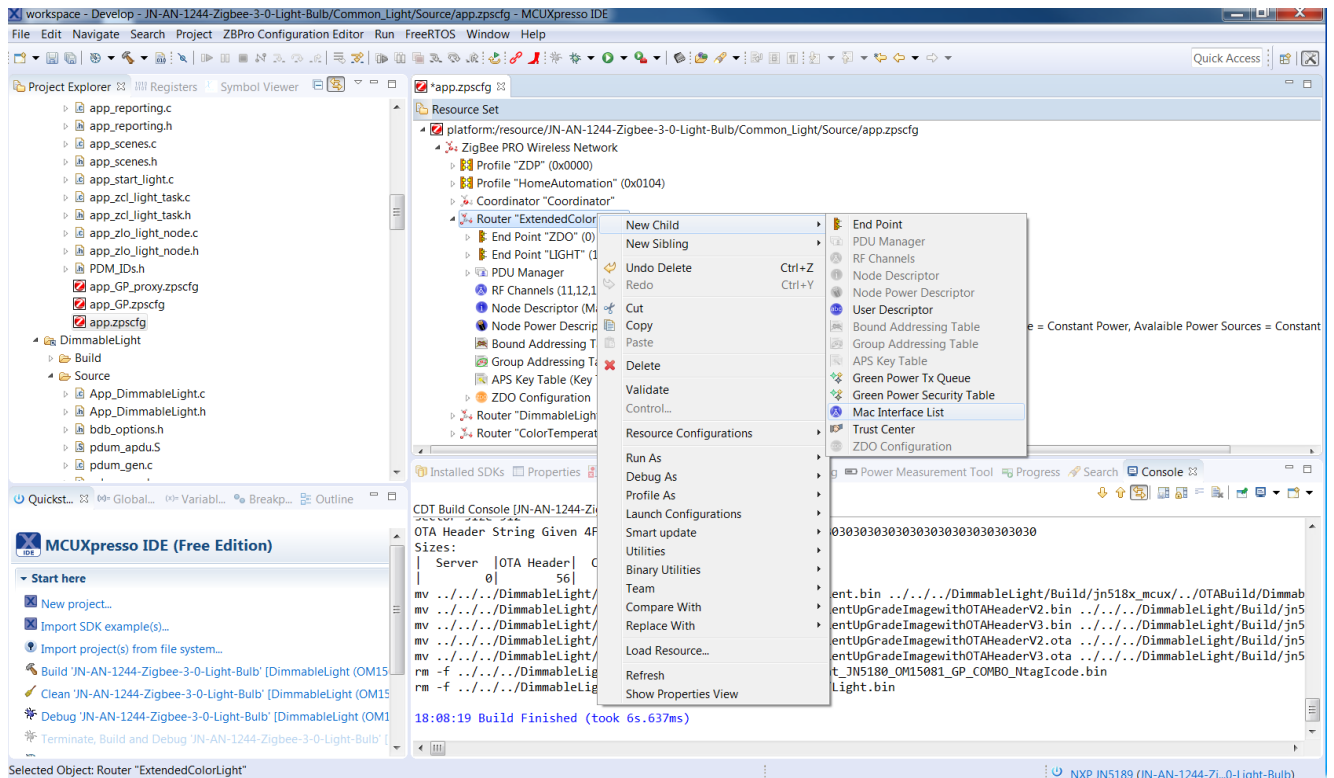 workspace - Develop - JN-AN-1244-Zigbee-3-0-Light-Bulb/Common_Light/Source/app.zpscfg - MCUXpresso IDE
File Edit Navigate Search Project ZBPro Configuration Editor Run FreeRTOS Window Help
Quick Access
Project Explorer Registers Symbol Viewer
app_reporting.c
app_reporting.h
app_scenes.c
app_scenes.h
app_start_light.c
app_zcl_light_task.c
app_zcl_light_task.h
app_zlo_light_node.c
app_zlo_light_node.h
PDM_IDs.h
app_GP_proxy.zpscfg
app_GP.zpscfg
app.zpscfg
DimmableLight
Build
Source
App_DimmableLight.c
App_DimmableLight.h
bdb_options.h
pdum_apdu.S
pdum_gen.c
*app.zpscfg
Resource Set
platform:/resource/JN-AN-1244-Zigbee-3-0-Light-Bulb/Common_Light/Source/app.zpscfg
ZigBee PRO Wireless Network
Profile "ZDP" (0x0000)
Profile "HomeAutomation" (0x0104)
Coordinator "Coordinator"
Router "ExtendedColor
End Point "ZDO" (0)
End Point "LIGHT" (1
PDU Manager
RF Channels (11,12,1
Node Descriptor (Ma
Node Power Descrip
e = Constant Power, Avalaible Power Sources = Constant
Bound Addressing T
Group Addressing Ta
APS Key Table (Key
ZDO Configuration
Router "DimmableLigh
Router "ColorTemperat
New Child
New Sibling
Undo Delete Ctrl+Z
Redo Ctrl+Y
Cut
Copy
Paste
Delete
Validate
Control...
Resource Configurations
Run As
Debug As
Profile As
Launch Configurations
Smart update
Utilities
Binary Utilities
Team
Compare With
Replace With
Load Resource...
Refresh
Show Properties View
End Point
PDU Manager
RF Channels
Node Descriptor
Node Power Descriptor
User Descriptor
Bound Addressing Table
Group Addressing Table
APS Key Table
Green Power Tx Queue
Green Power Security Table
Mac Interface List
Trust Center
ZDO Configuration
Quickst... Global... Variabl... Breakp... Outline
MCUXpresso IDE (Free Edition)
IDE
Start here
New project...
Import SDK example(s)...
Import project(s) from file system...
Build 'JN-AN-1244-Zigbee-3-0-Light-Bulb' [DimmableLight (OM15
Clean 'JN-AN-1244-Zigbee-3-0-Light-Bulb' [DimmableLight (OM15
Debug 'JN-AN-1244-Zigbee-3-0-Light-Bulb' [DimmableLight (OM1
Terminate, Build and Debug 'JN-AN-1244-Zigbee-3-0-Light-Bulb' [
Installed SDKs Properties g Power Measurement Tool Progress Search Console
CDT Build Console [JN-AN-1244-Zi
OTA Header String Given 4F 030303030303030303030303030
Sizes:
| Server |OTA Header| C
| 0| 56|
mv ../../../DimmableLight/ ent.bin ../../../DimmableLight/Build/jn518x_mcux/../OTABuild/Dimmab
mv ../../../DimmableLight/ entUpGradeImagewithOTAHeaderV2.bin ../../../DimmableLight/Build/jn5
mv ../../../DimmableLight/ entUpGradeImagewithOTAHeaderV3.bin ../../../DimmableLight/Build/jn5
mv ../../../DimmableLight/ entUpGradeImagewithOTAHeaderV2.ota ../../../DimmableLight/Build/jn5
mv ../../../DimmableLight/ entUpGradeImagewithOTAHeaderV3.ota ../../../DimmableLight/Build/jn5
rm -f ../../../DimmableLig t_JN5180_OM15081_GP_COMBO_NtagIcode.bin
rm -f ../../../DimmableLig Light.bin
18:08:19 Build Finished (took 6s.637ms)
Selected Object: Router "ExtendedColorLight"
NXP JN5189 (JN-AN-1244-Zi...0-Light-Bulb)